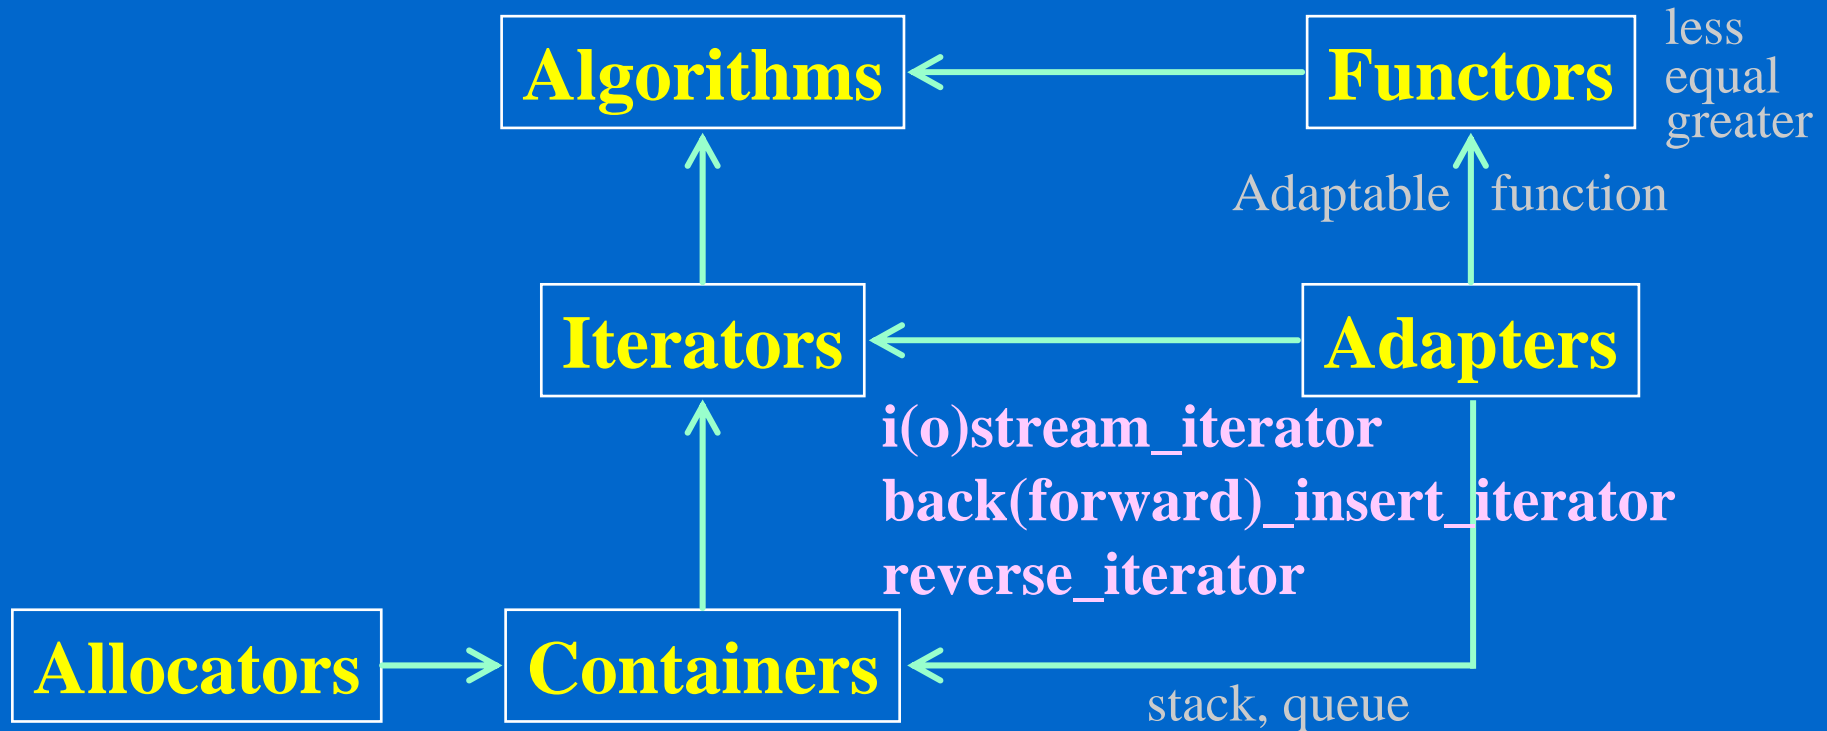 Algorithms
Functors
less
equal
greater
Adaptable function
Iterators
Adapters
i(o)stream_iterator
back(forward)_insert_iterator
reverse_iterator
Allocators
Containers
stack, queue